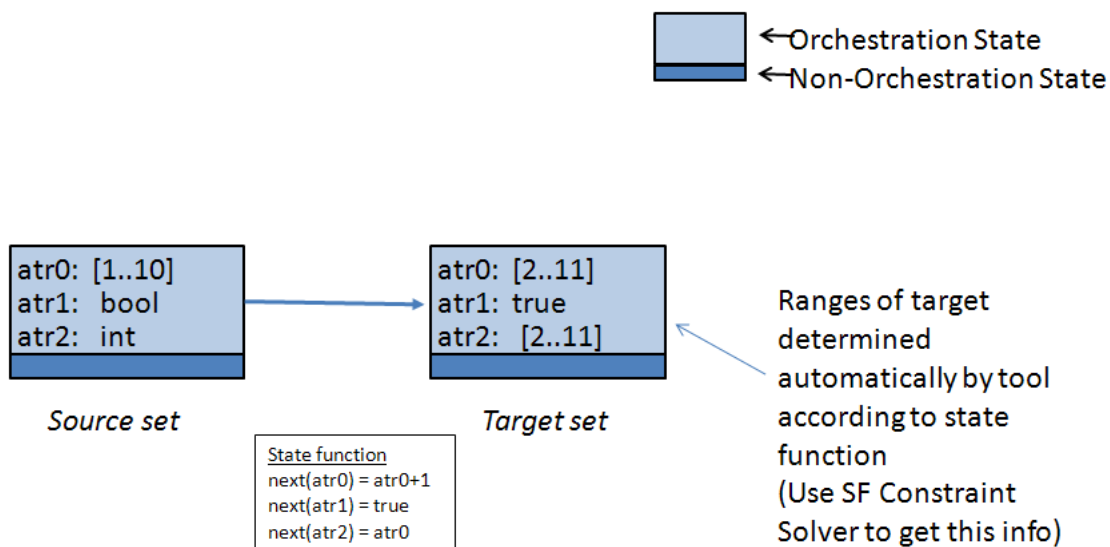 Orchestration State
Non-Orchestration State
atr0: [1..10]
atr1: bool
atr2: int
Source set
atr0: [2..11]
atr1: true
atr2: [2..11]
Target set
State function
next(atr0) = atr0+1
next(atr1) = true
next(atr2) = atr0
Ranges of target
determined
automatically by tool
according to state
function
(Use SF Constraint
Solver to get this info)